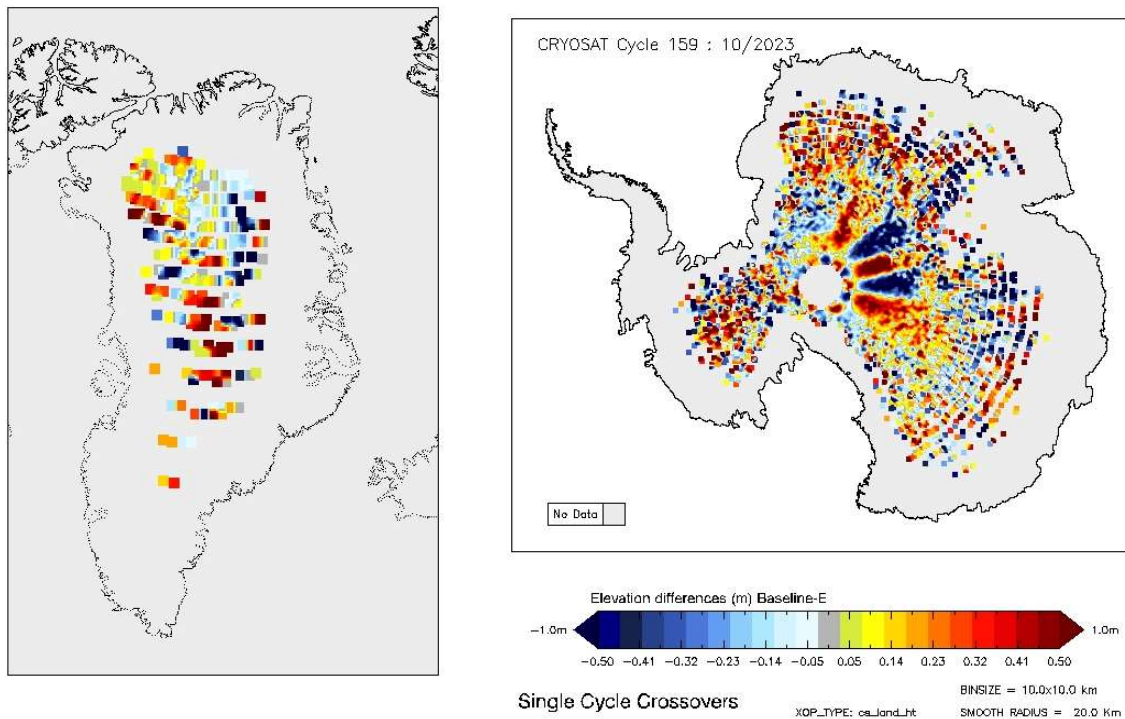 CRYOSAT Cycle 159 : 10/2023
No Data
Elevation differences (m) Baseline-E
-1.0m 1.0m
-0.50 -0.41 -0.32 -0.23 -0.14 -0.05 0.05 0.14 0.23 0.32 0.41 0.50
Single Cycle Crossovers
BINSIZE = 10.0x10.0 km
XOP_TYPE: cs_land_ht SMOOTH RADIUS = 20.0 Km